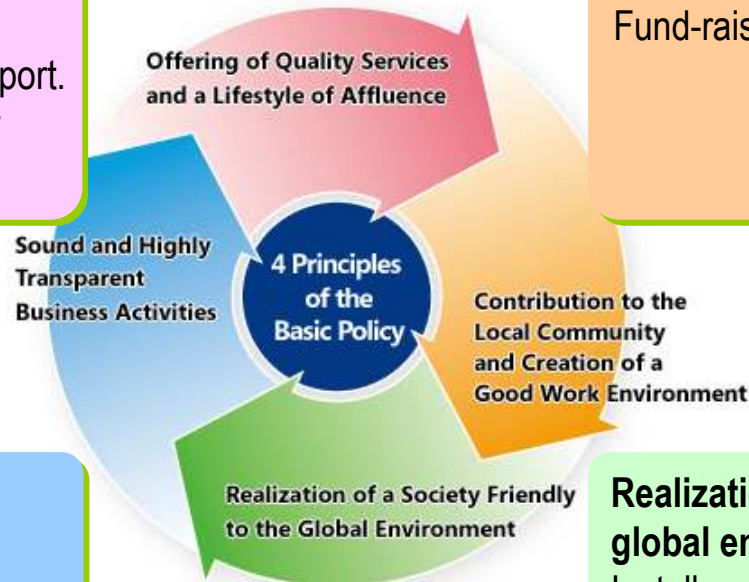 port.
Fund-rais
Offering of Quality Services
and a Lifestyle of Affluence
Sound and Highly
Transparent
Business Activities
4 Principles
of the
Basic Policy
Contribution to the
Local Community
and Creation of a
Good Work Environment
Realization of a Society Friendly
to the Global Environment
Realizati
global en